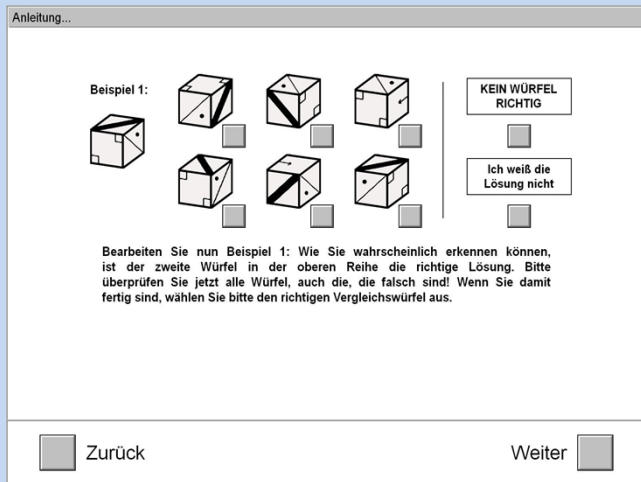 Anleitung...
Beispiel 1:
KEIN WÜRFEL
RICHTIG
Ich weiß die
Lösung nicht
Bearbeiten Sie nun Beispiel 1: Wie Sie wahrscheinlich erkennen können,
ist der zweite Würfel in der oberen Reihe die richtige Lösung. Bitte
überprüfen Sie jetzt alle Würfel, auch die, die falsch sind! Wenn Sie damit
fertig sind, wählen Sie bitte den richtigen Vergleichswürfel aus.
Zurück
Weiter